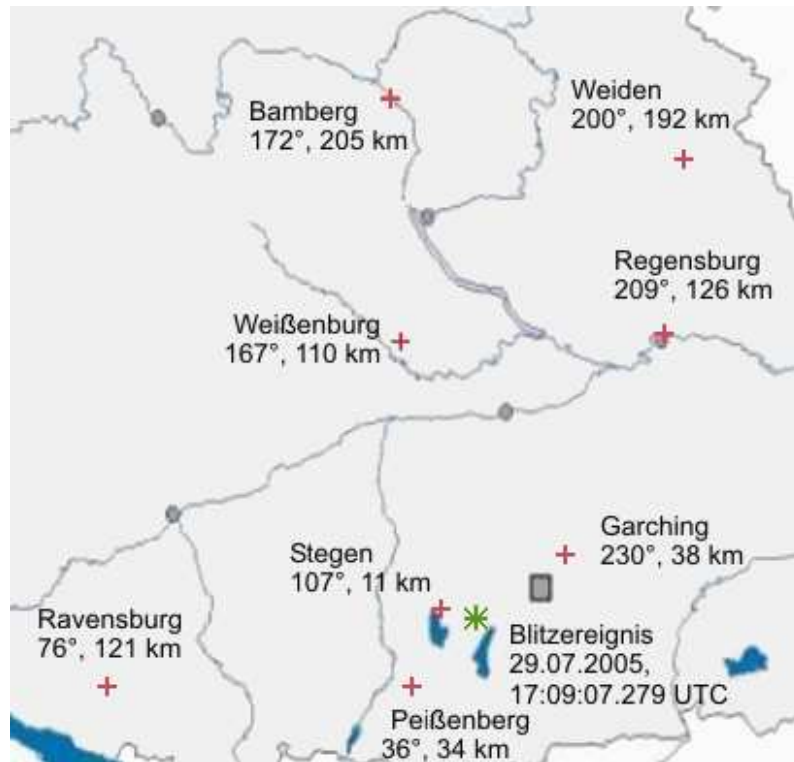 Bamberg
172°, 205 km
Weiden
200°, 192 km
Regensburg
209°, 126 km
Weißenburg
167°, 110 km
Garching
230°, 38 km
Stegen
107°, 11 km
Ravensburg
76°, 121 km
Blitzereignis
29.07.2005,
17:09:07.279 UTC
Peißenberg
36°, 34 km